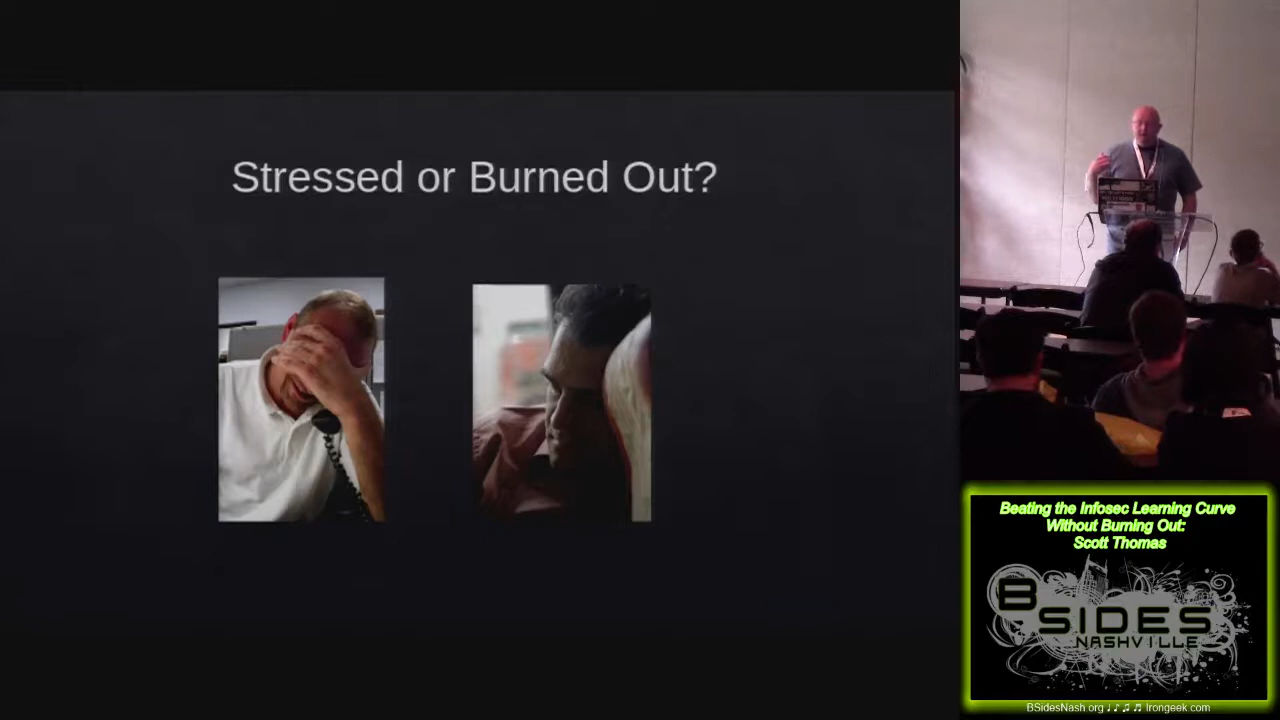 Stressed or Burned Out?
Beating the Infosec Learning Curve
Without Burning Out:
Scott Thomas
B
SIDES
NASHVILLE
BSidesNash.org ♩ ♪ ♫ ♬ Irongeek.com